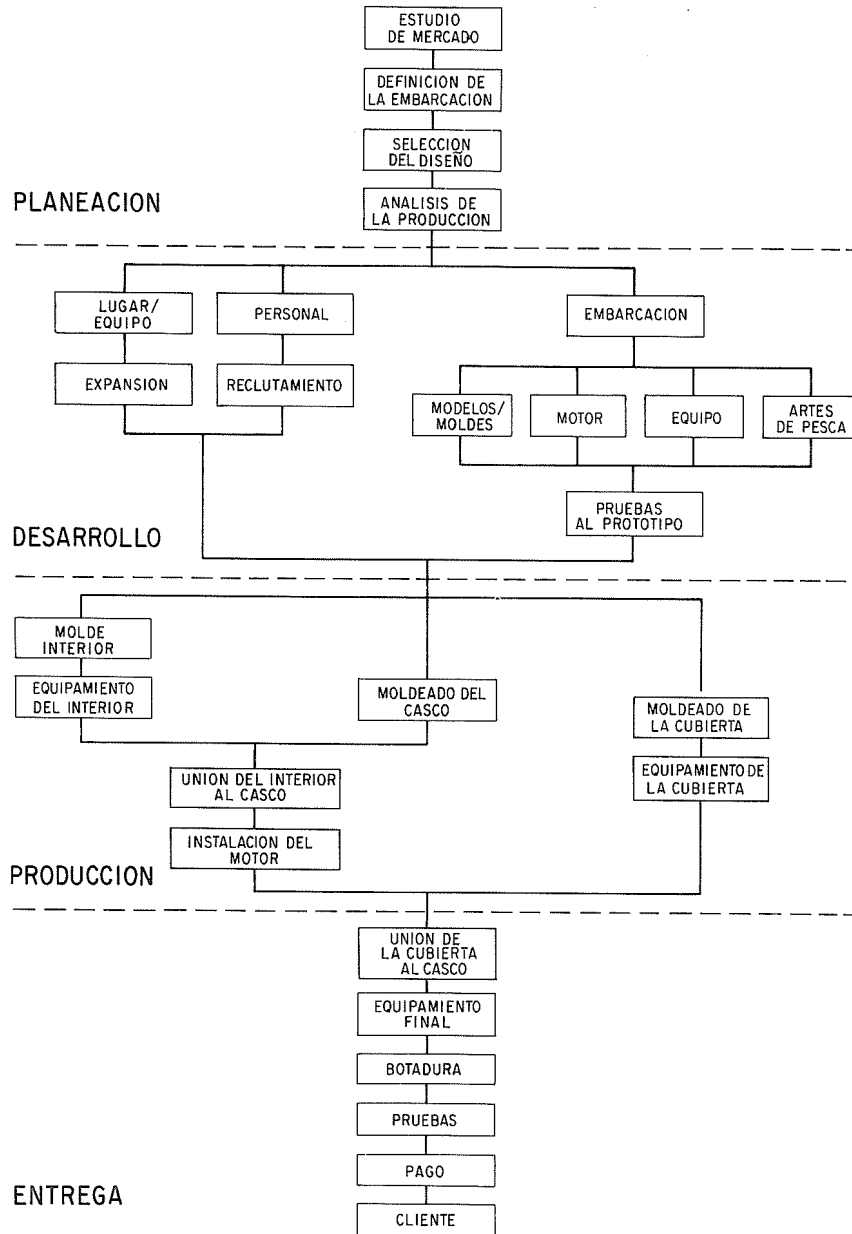 ESTUDIO
DE MERCADO
DEFINICION DE
LA EMBARCACION
SELECCION
DEL DISEÑO
PLANEACION
ANALISIS DE
LA PRODUCCION
LUGAR/
EQUIPO
PERSONAL
EMBARCACION
EXPANSION
RECLUTAMIENTO
MODELOS/
MOLDES
MOTOR
EQUIPO
ARTES
DE PESCA
PRUEBAS
AL PROTOTIPO
DESARROLLO
MOLDE
INTERIOR
EQUIPAMIENTO
DEL INTERIOR
MOLDEADO DEL
CASCO
MOLDEADO DE
LA CUBIERTA
UNION DEL INTERIOR
AL CASCO
EQUIPAMIENTO DE
LA CUBIERTA
INSTALACION DEL
MOTOR
PRODUCCION
UNION DE
LA CUBIERTA
AL CASCO
EQUIPAMIENTO
FINAL
BOTADURA
PRUEBAS
PAGO
ENTREGA
CLIENTE